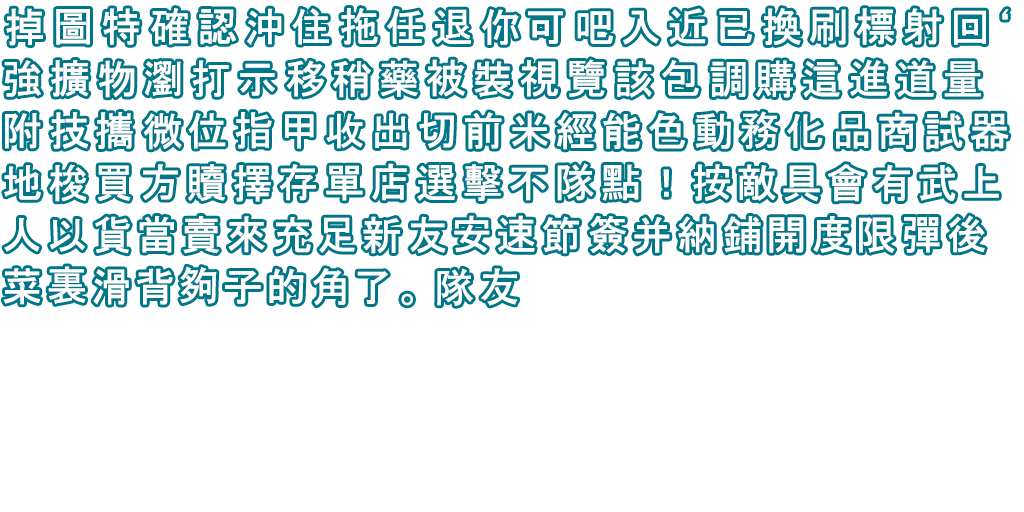 掉圖特確認沖住拖任退你可吧入近已換刷標射回‘
強擴物瀏打示移稍藥被裝視覽該包調購這進道量
附技攜微位指甲收出切前米經能色動務化品商試器
地梭買方贖擇存單店選擊不隊點！按敵具會有武上
人以貨當賣來充足新友安速節簽并納鋪開度限彈後
菜裏滑背夠子的角了。隊友